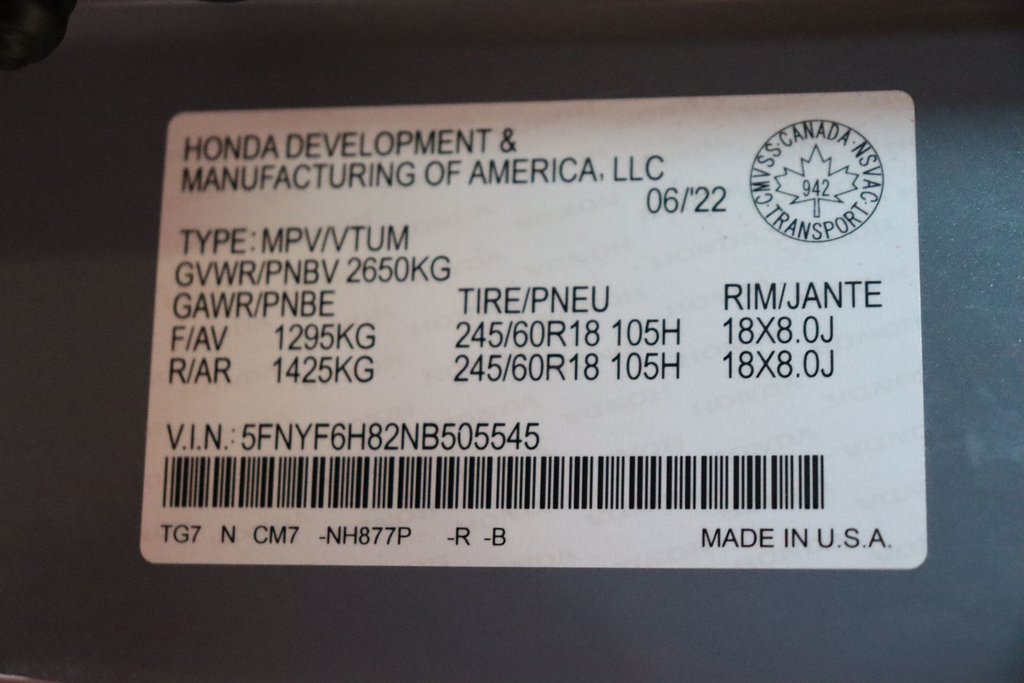 HONDA DEVELOPMENT &
MANUFACTURING OF AMERICA, LLC
06/'22
CMVSS · CANADA · NSVAC · TRANSPORT ·
942
TYPE: MPV/VTUM
GVWR/PNBV 2650KG
GAWR/PNBE TIRE/PNEU RIM/JANTE
F/AV 1295KG 245/60R18 105H 18X8.0J
R/AR 1425KG 245/60R18 105H 18X8.0J
V.I.N.: 5FNYF6H82NB505545
TG7 N CM7 -NH877P -R -B MADE IN U.S.A.